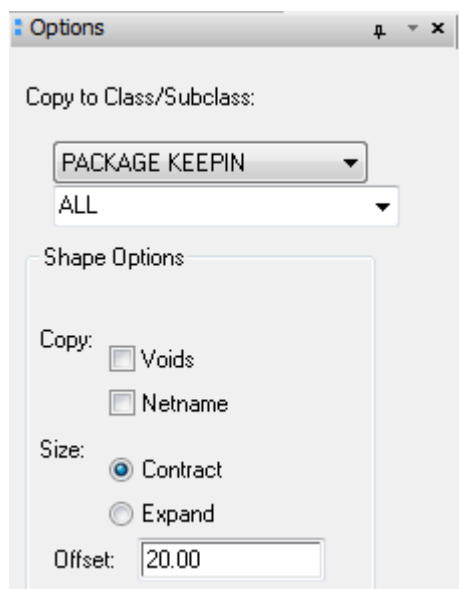 Options
Copy to Class/Subclass:
PACKAGE KEEPIN
ALL
Shape Options
Copy:
Voids
Netname
Size:
Contract
Expand
Offset: 20.00